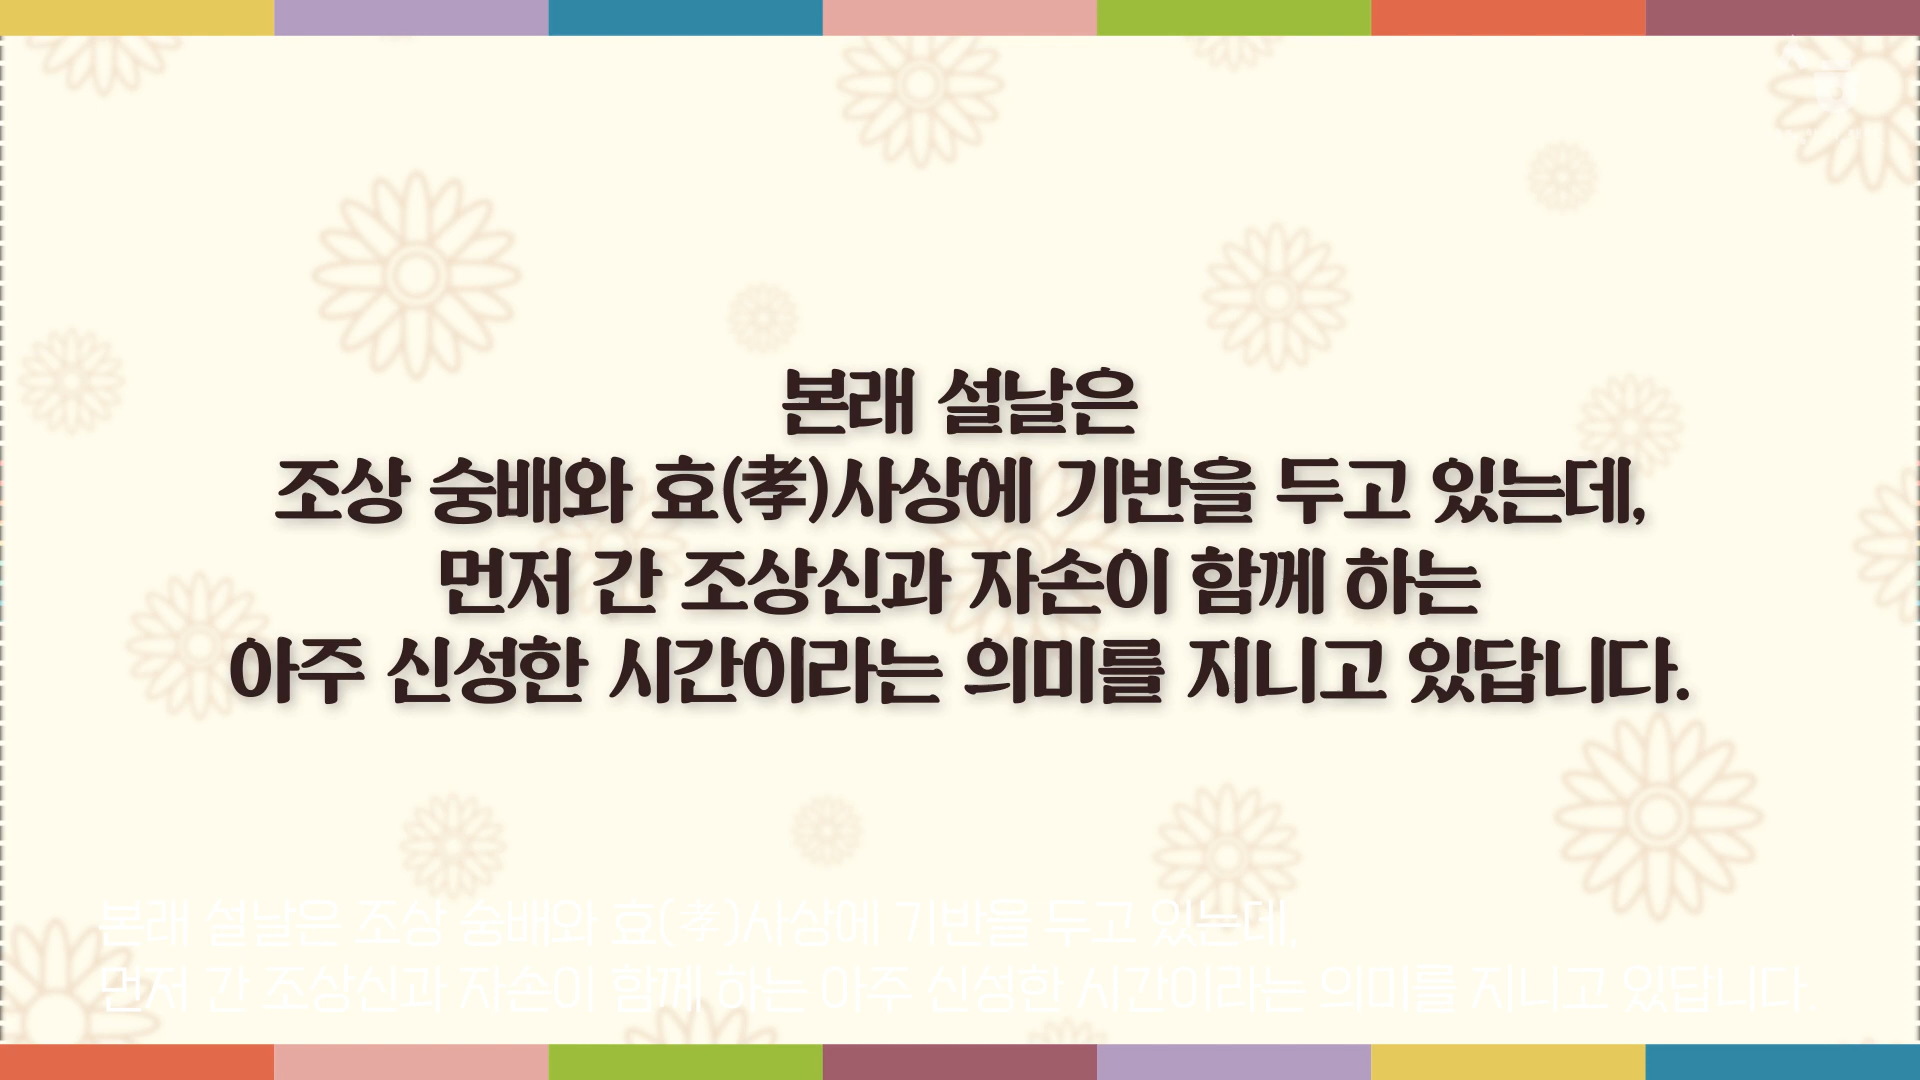 본래 설날은
조상 숭배와 효(孝)사상에 기반을 두고 있는데,
먼저 간 조상신과 자손이 함께 하는
아주 신성한 시간이라는 의미를 지니고 있답니다.
본래 설날은 조상 숭배와 효(孝)사상에 기반을 두고 있는데,
먼저 간 조상신과 자손이 함께 하는 아주 신성한 시간이라는 의미를 지니고 있답니다.